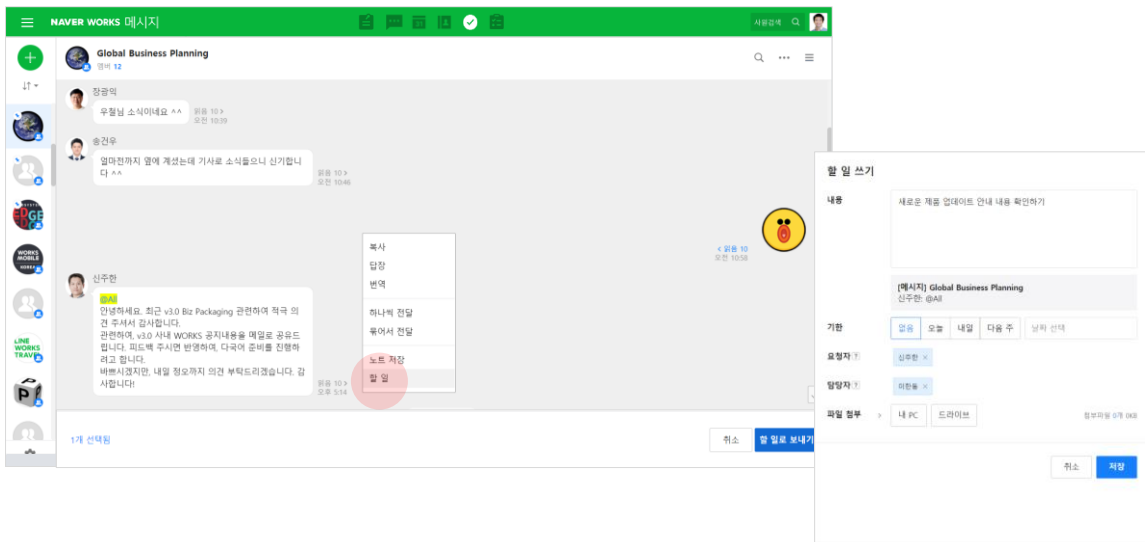 NAVER WORKS 메시지
사원검색
Global Business Planning
멤버 12
장광익
우철님 소식이네요 ^^
읽음 10 >
오전 10:39
송건우
얼마전까지 옆에 계셨는데 기사로 소식들으니 신기합니
다 ^^
읽음 10 >
오전 10:46
< 읽음 10
오전 10:58
신주한
@All
안녕하세요. 최근 v3.0 Biz Packaging 관련하여 적극 의
견 주셔서 감사합니다.
관련하여, v3.0 사내 WORKS 공지내용을 메일로 공유드
립니다. 피드백 주시면 반영하여, 다국어 준비를 진행하
려고 합니다.
바쁘시겠지만, 내일 정오까지 의견 부탁드리겠습니다. 감
사합니다!
읽음 10 >
오후 5:14
복사
답장
번역
하나씩 전달
묶어서 전달
노트 저장
할 일
EDGE
WORKS
MOBILE
KOREA
LINE
WORKS
TRAVEL
P
1개 선택됨
취소
할 일로 보내기
할 일 쓰기
내용
새로운 제품 업데이트 안내 내용 확인하기
[메시지] Global Business Planning
신주한: @All
기한
없음
오늘
내일
다음 주
날짜 선택
요청자 ?
신주한 ×
담당자 ?
이한돌 ×
파일 첨부 >
내 PC
드라이브
첨부파일 0개 0KB
취소
저장